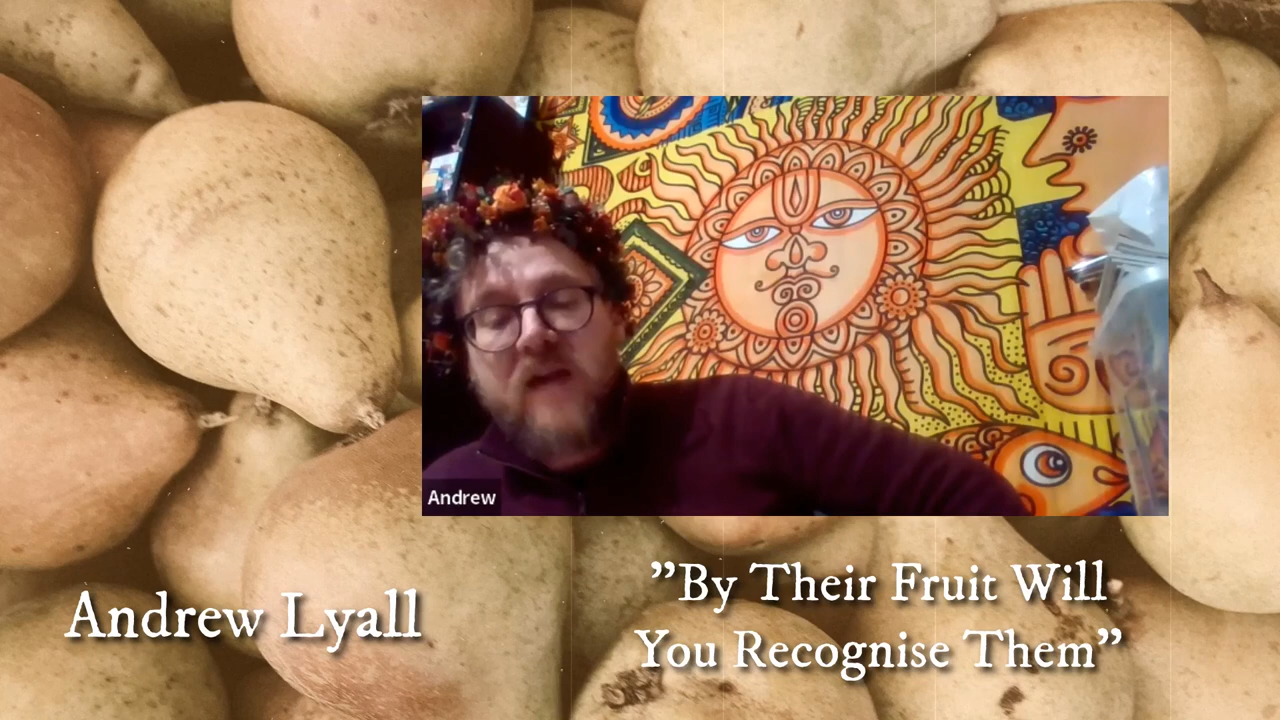 Andrew
Andrew Lyall
”By Their Fruit Will
You Recognise Them”